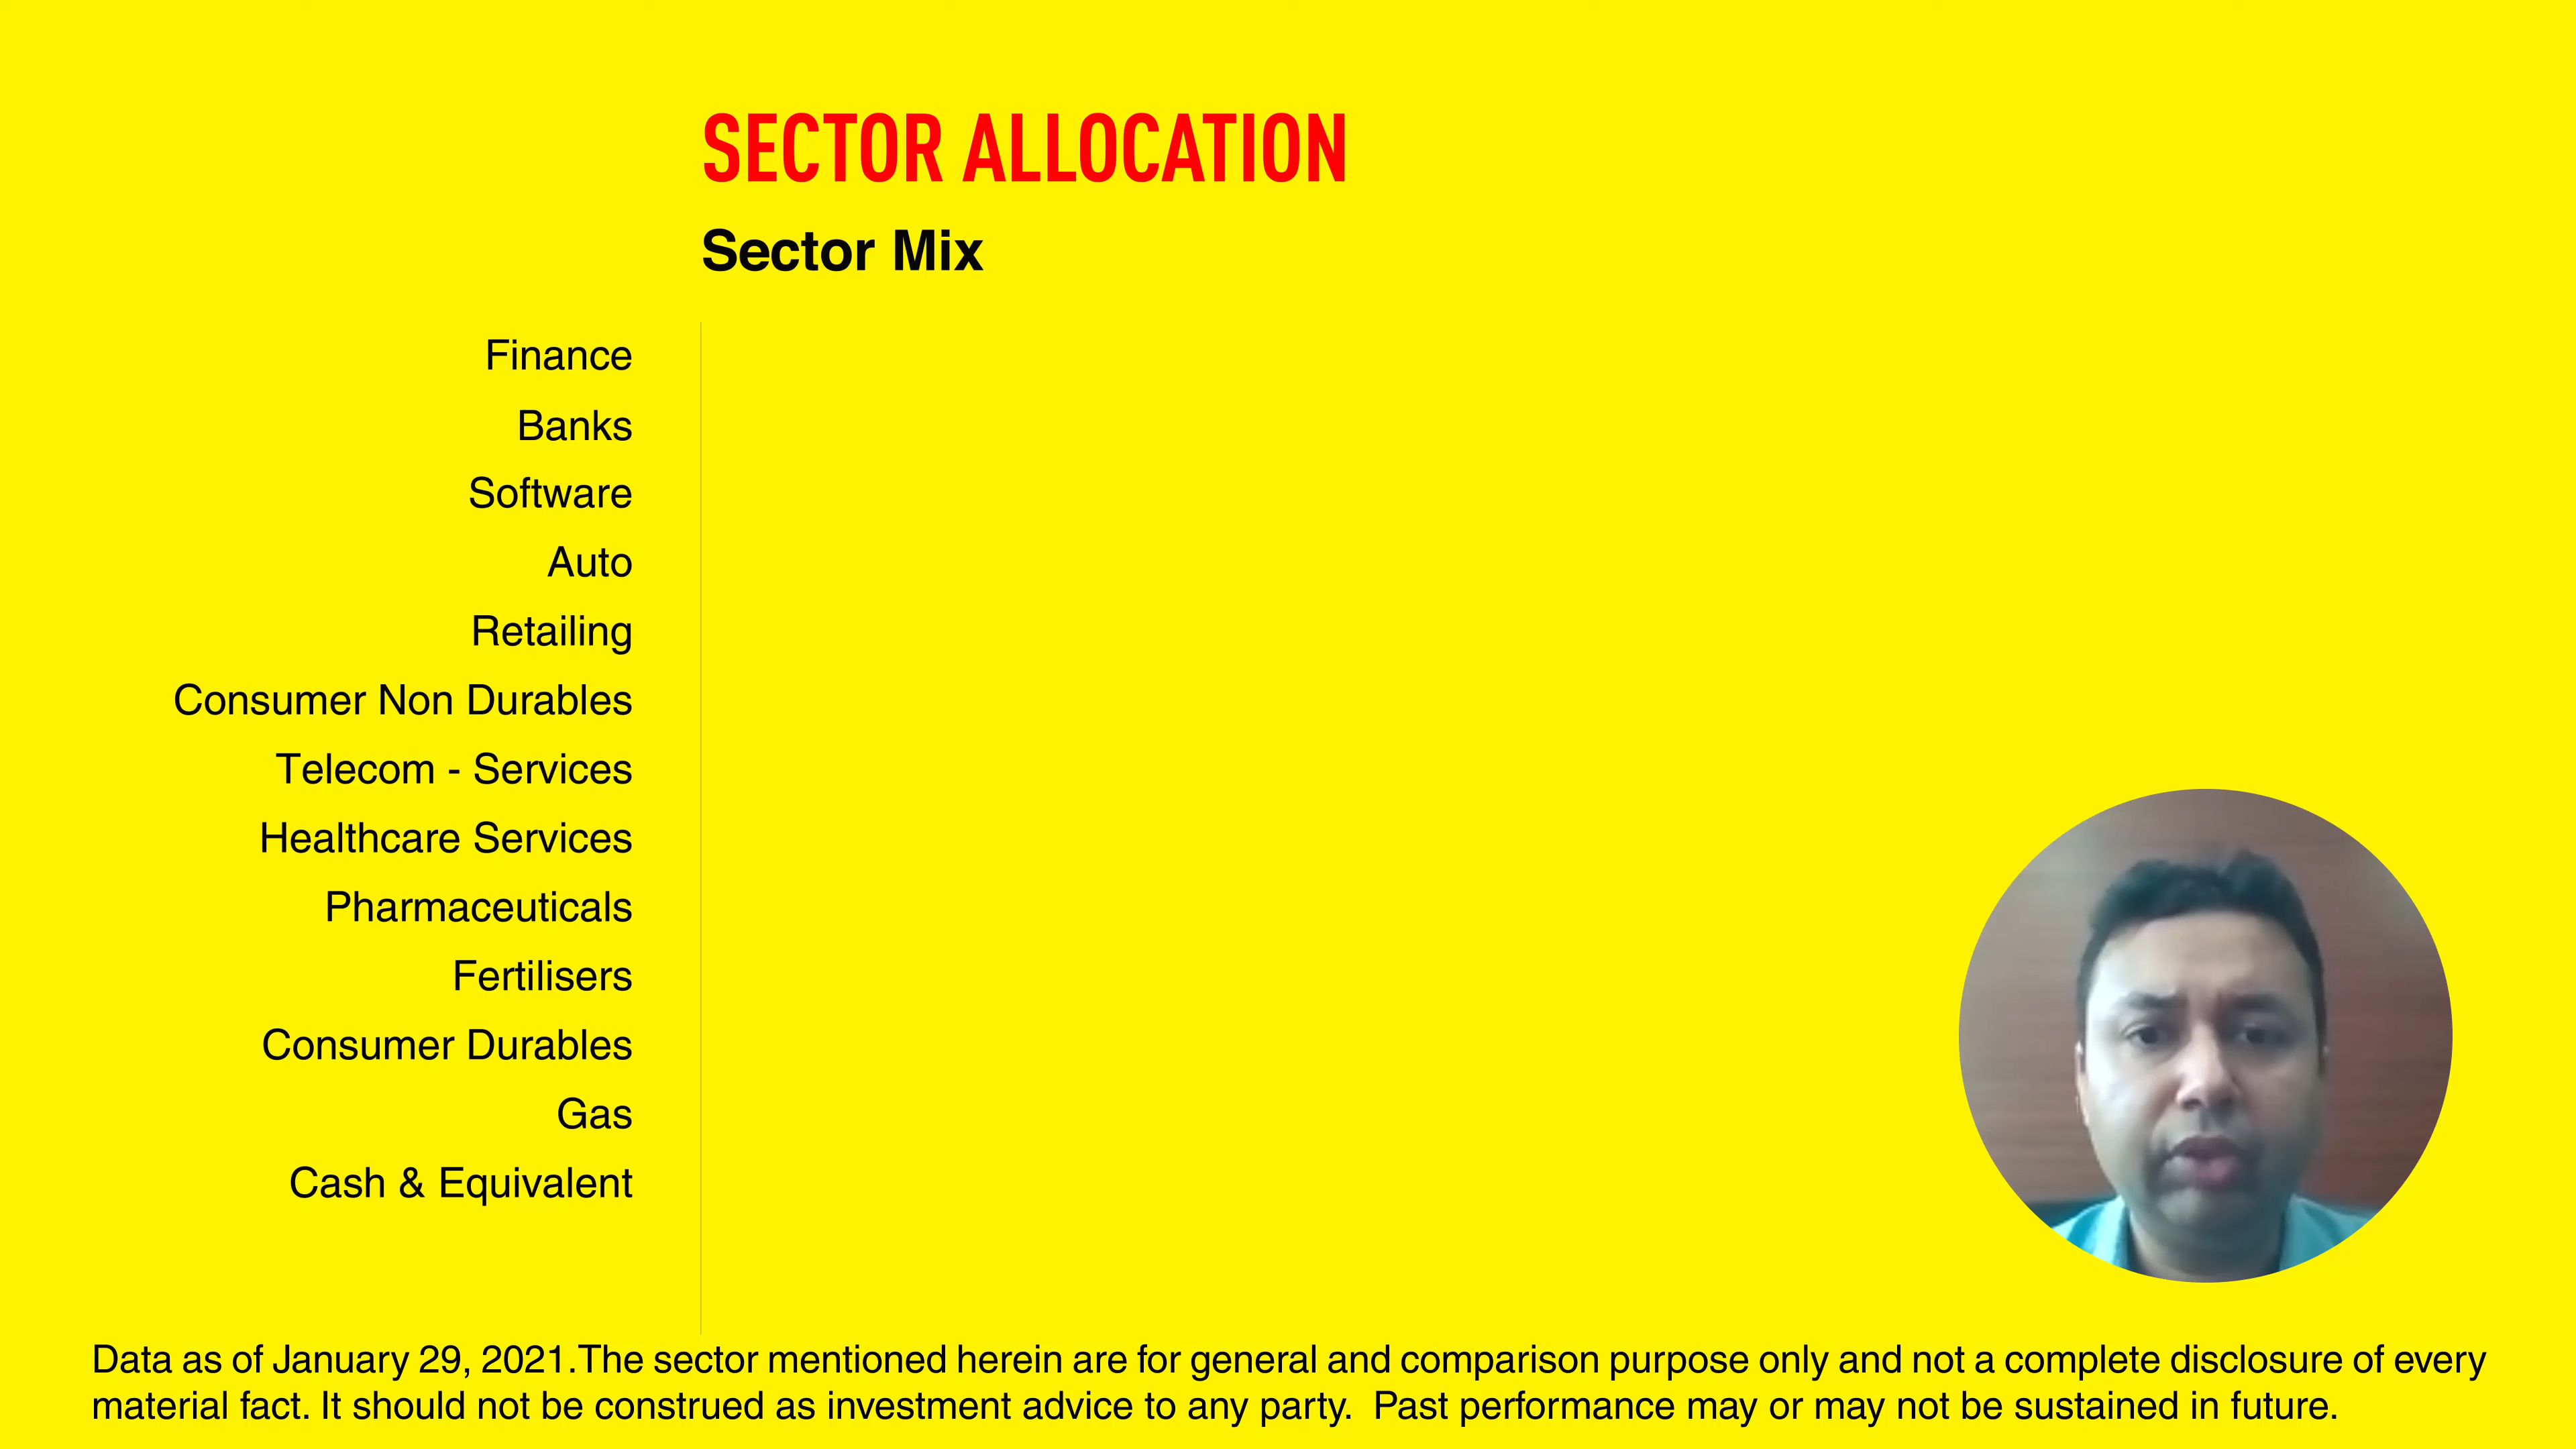 SECTOR ALLOCATION
Sector Mix
Finance
Banks
Software
Auto
Retailing
Consumer Non Durables
Telecom - Services
Healthcare Services
Pharmaceuticals
Fertilisers
Consumer Durables
Gas
Cash & Equivalent
Data as of January 29, 2021.The sector mentioned herein are for general and comparison purpose only and not a complete disclosure of every
material fact. It should not be construed as investment advice to any party.  Past performance may or may not be sustained in future.